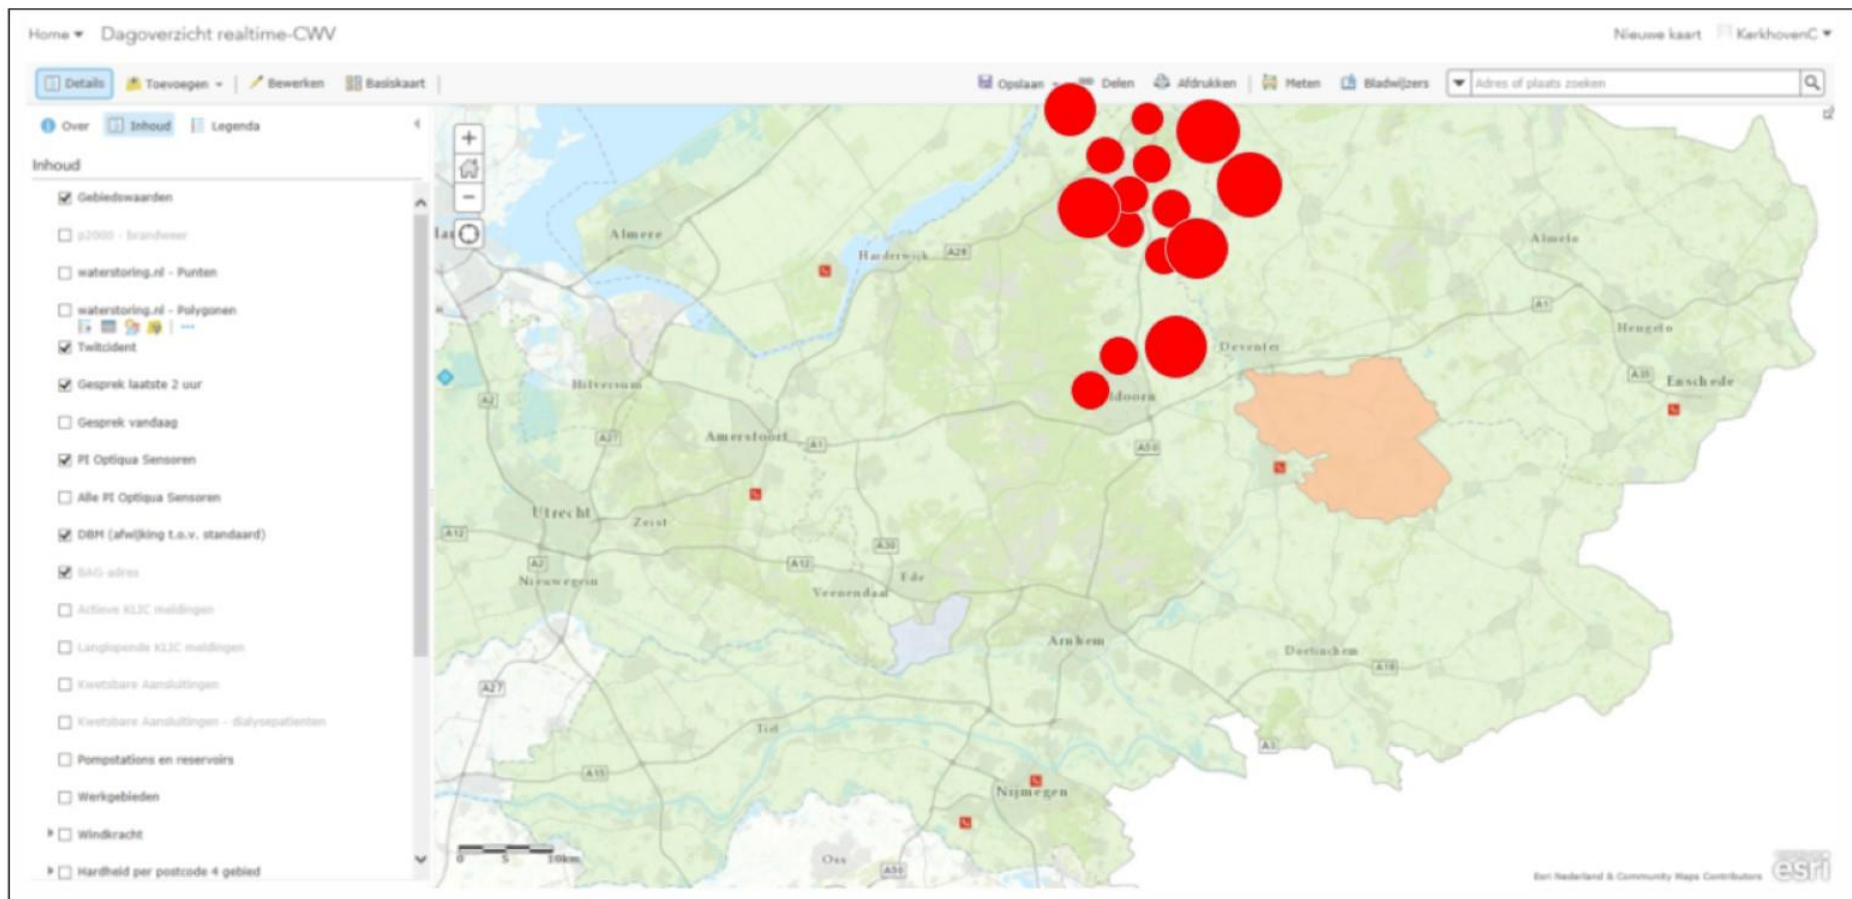 Home ▾ Dagoverzicht realtime-CWV
Nieuwe kaart KerkhovenC ▾
Details Toevoegen ▾ Bewerken Basiskaart
Opslaan Delen Afdrukken Meten Bladwijzers Adres of plaats zoeken
Over Inhoud Legenda
Inhoud
Gebiedswaarden
p2000 - brandweer
waterstoring.nl - Punten
waterstoring.nl - Polygonen
Twitcident
Gesprek laatste 2 uur
Gesprek vandaag
PI Optiqua Sensoren
Alle PI Optiqua Sensoren
DBM (afwijking t.o.v. standaard)
BAG-adres
Actieve KLIC meldingen
Langlopende KLIC meldingen
Kwetsbare Aansluitingen
Kwetsbare Aansluitingen - dialysepatienten
Pompstations en reservoirs
Werkgebieden
Windkracht
Hardheid per postcode 4 gebied
Almere
Almelo
Harderwijk A28
A1
Hengelo
Deventer
Hilversum
A35 Enschede
A2
ldoorn
A27
Amersfoort A1
A50
Utrecht
Zeist
A12
A30
A2
A12
Ede
Nieuwegein
Veenendaal
Arnhem
Doetinchem
A18
A27
Tiel
A3
A15
Nijmegen
0 5 10km
Oss
A50
Esri Nederland & Community Maps Contributors
esri